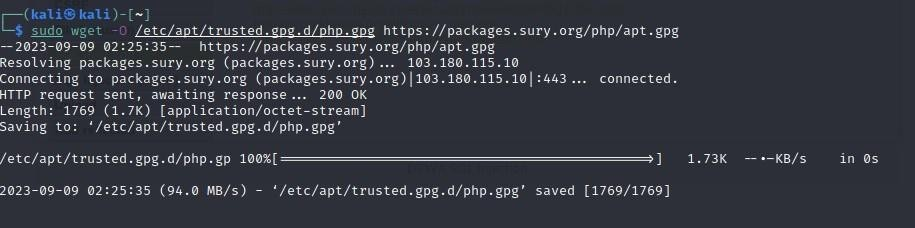 ┌──(kali㉿kali)-[~]
└─$ sudo wget -O /etc/apt/trusted.gpg.d/php.gpg https://packages.sury.org/php/apt.gpg
--2023-09-09 02:25:35--  https://packages.sury.org/php/apt.gpg
Resolving packages.sury.org (packages.sury.org)... 103.180.115.10
Connecting to packages.sury.org (packages.sury.org)|103.180.115.10|:443... connected.
HTTP request sent, awaiting response... 200 OK
Length: 1769 (1.7K) [application/octet-stream]
Saving to: ‘/etc/apt/trusted.gpg.d/php.gpg’
/etc/apt/trusted.gpg.d/php.gp 100%[=================================================>]   1.73K  --.-KB/s    in 0s
2023-09-09 02:25:35 (94.0 MB/s) - ‘/etc/apt/trusted.gpg.d/php.gpg’ saved [1769/1769]